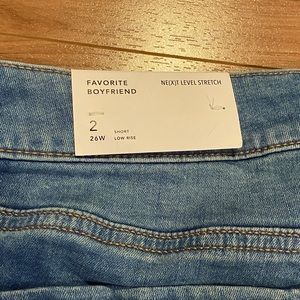 FAVORITE
BOYFRIEND
NE(X)T LEVEL STRETCH
2
26W
SHORT
LOW RISE